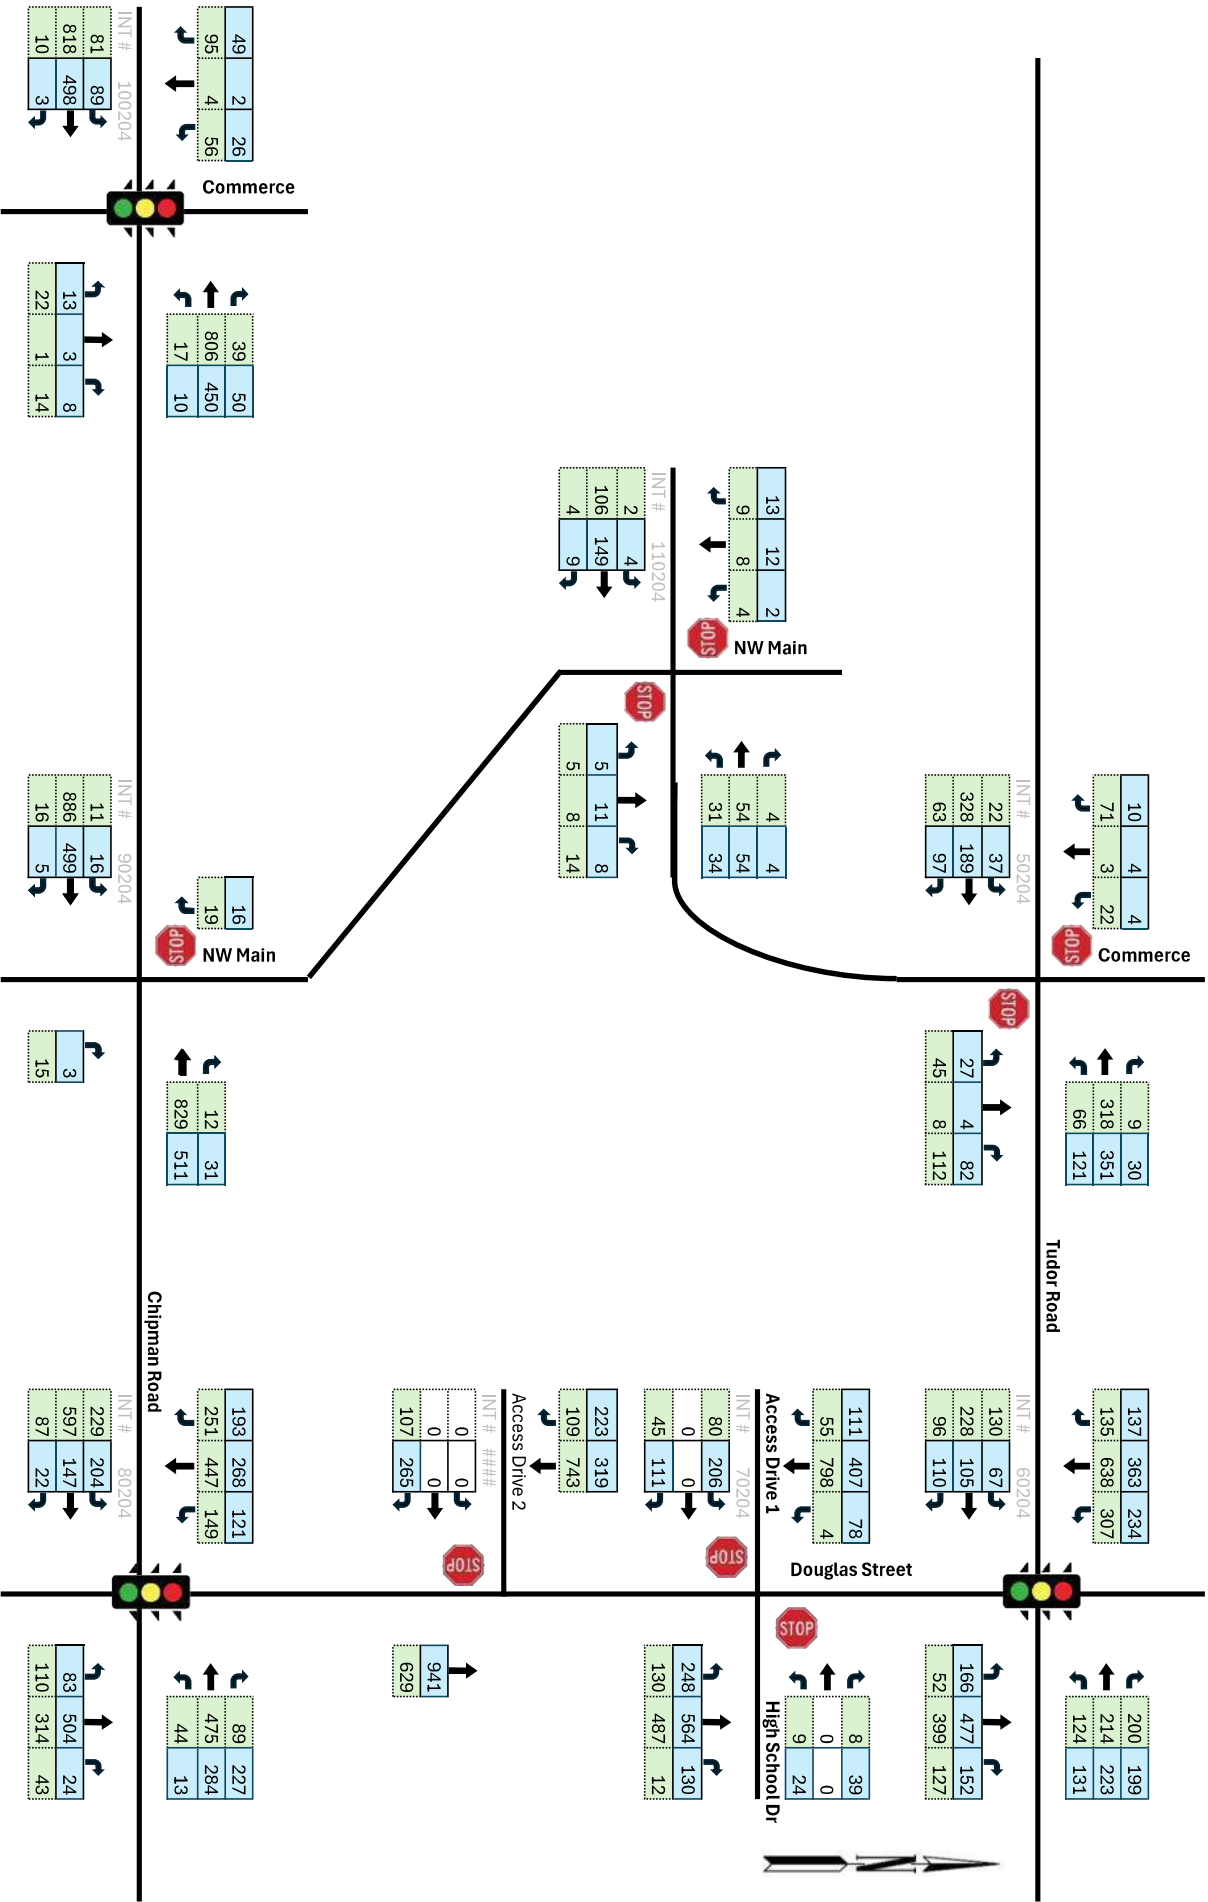 49 2 26
95 4 56
INT # 100204
81 89
818 498
10 3
Commerce
39 50
806 450
17 10
13 3 8
22 1 14
13 12 2
9 8 4
INT # 110204
2 4
106 149
4 9
STOP
NW Main
STOP
4 4
54 54
31 34
5 11 8
5 8 14
10 4 4
71 3 22
INT # 50204
22 37
328 189
63 97
STOP
Commerce
STOP
9 30
318 351
66 121
27 4 82
45 8 112
16
19
INT # 90204
11 16
886 499
16 5
STOP
NW Main
12 31
829 511
3
15
Tudor Road
Chipman Road
137 363 234
135 638 307
INT # 60204
130 67
228 105
96 110
199
200
223
214
131
124
166 477 152
52 399 127
111 407 78
55 798 4
Access Drive 1
INT # 70204
80 206
0 0
45 111
STOP
Douglas Street
STOP
8 39
0 0
9 24
High School Dr
248 564 130
130 487 12
223 319
109 743
Access Drive 2
INT # ####
0 0
0 0
107 265
STOP
941
629
193 268 121
251 447 149
INT # 80204
229 204
597 147
87 22
89 227
475 284
44 13
83 504 24
110 314 43
N